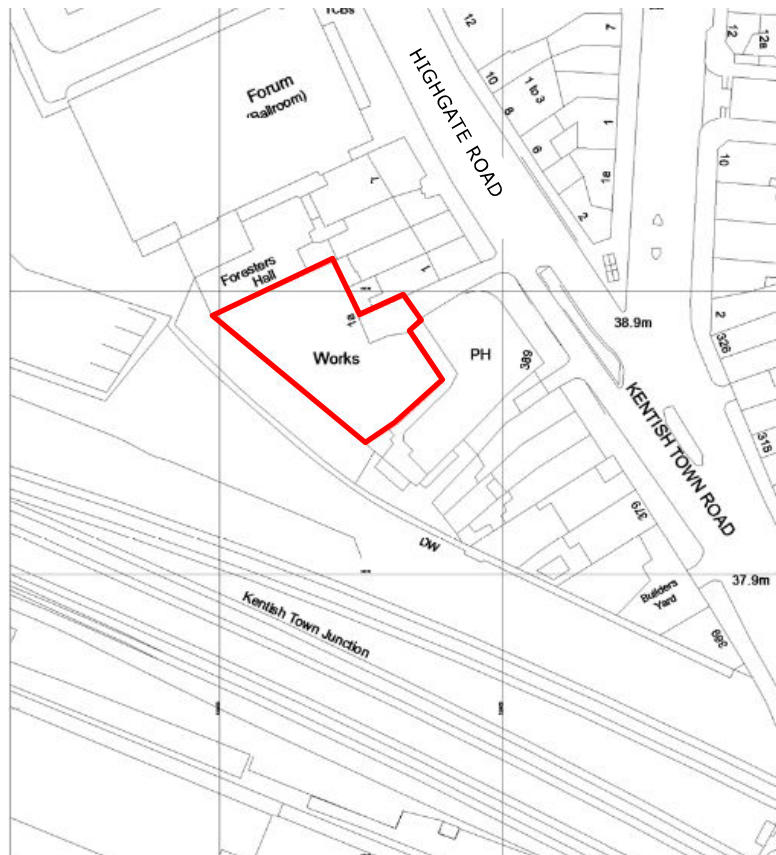 TCBs
12
7
12
12a
Forum
(Ballroom)
HIGHGATE ROAD
10
1 to 3
8
1
6
10
7
1a
2
Foresters
Hall
1
1a
38.9m
2
Works
PH
389
326
KENTISH TOWN ROAD
318
379
DW
37.9m
Builders
Yard
Kentish Town Junction
369